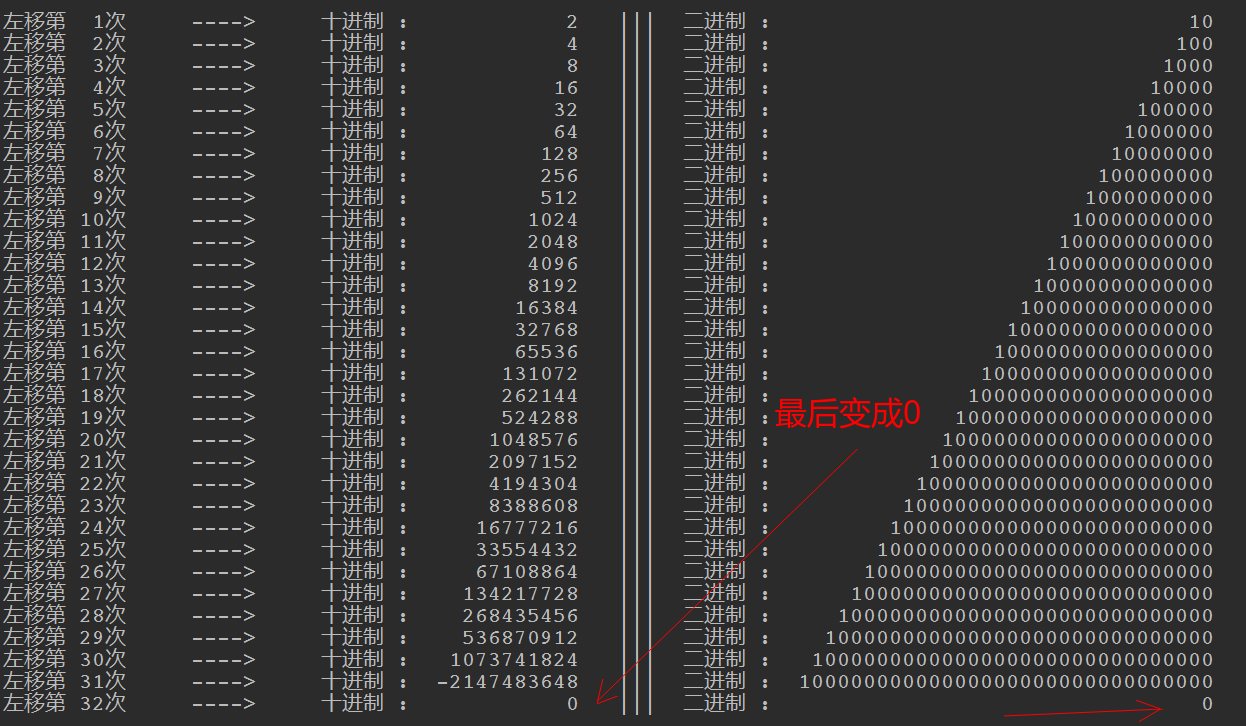 左移第  1次     ---->     十进制 :            2   |||  二进制 :                                  10
左移第  2次     ---->     十进制 :            4   |||  二进制 :                                 100
左移第  3次     ---->     十进制 :            8   |||  二进制 :                                1000
左移第  4次     ---->     十进制 :           16   |||  二进制 :                               10000
左移第  5次     ---->     十进制 :           32   |||  二进制 :                              100000
左移第  6次     ---->     十进制 :           64   |||  二进制 :                             1000000
左移第  7次     ---->     十进制 :          128   |||  二进制 :                            10000000
左移第  8次     ---->     十进制 :          256   |||  二进制 :                           100000000
左移第  9次     ---->     十进制 :          512   |||  二进制 :                          1000000000
左移第 10次     ---->     十进制 :         1024   |||  二进制 :                         10000000000
左移第 11次     ---->     十进制 :         2048   |||  二进制 :                        100000000000
左移第 12次     ---->     十进制 :         4096   |||  二进制 :                       1000000000000
左移第 13次     ---->     十进制 :         8192   |||  二进制 :                      10000000000000
左移第 14次     ---->     十进制 :        16384   |||  二进制 :                     100000000000000
左移第 15次     ---->     十进制 :        32768   |||  二进制 :                    1000000000000000
左移第 16次     ---->     十进制 :        65536   |||  二进制 :                   10000000000000000
左移第 17次     ---->     十进制 :       131072   |||  二进制 :                  100000000000000000
左移第 18次     ---->     十进制 :       262144   |||  二进制 :                 1000000000000000000
最后变成0
左移第 19次     ---->     十进制 :       524288   |||  二进制 :                10000000000000000000
左移第 20次     ---->     十进制 :      1048576   |||  二进制 :               100000000000000000000
左移第 21次     ---->     十进制 :      2097152   |||  二进制 :              1000000000000000000000
左移第 22次     ---->     十进制 :      4194304   |||  二进制 :             10000000000000000000000
左移第 23次     ---->     十进制 :      8388608   |||  二进制 :            100000000000000000000000
左移第 24次     ---->     十进制 :     16777216   |||  二进制 :           1000000000000000000000000
左移第 25次     ---->     十进制 :     33554432   |||  二进制 :          10000000000000000000000000
左移第 26次     ---->     十进制 :     67108864   |||  二进制 :         100000000000000000000000000
左移第 27次     ---->     十进制 :    134217728   |||  二进制 :        1000000000000000000000000000
左移第 28次     ---->     十进制 :    268435456   |||  二进制 :       10000000000000000000000000000
左移第 29次     ---->     十进制 :    536870912   |||  二进制 :      100000000000000000000000000000
左移第 30次     ---->     十进制 :   1073741824   |||  二进制 :     1000000000000000000000000000000
左移第 31次     ---->     十进制 :  -2147483648   |||  二进制 :    10000000000000000000000000000000
左移第 32次     ---->     十进制 :            0   |||  二进制 :                                   0